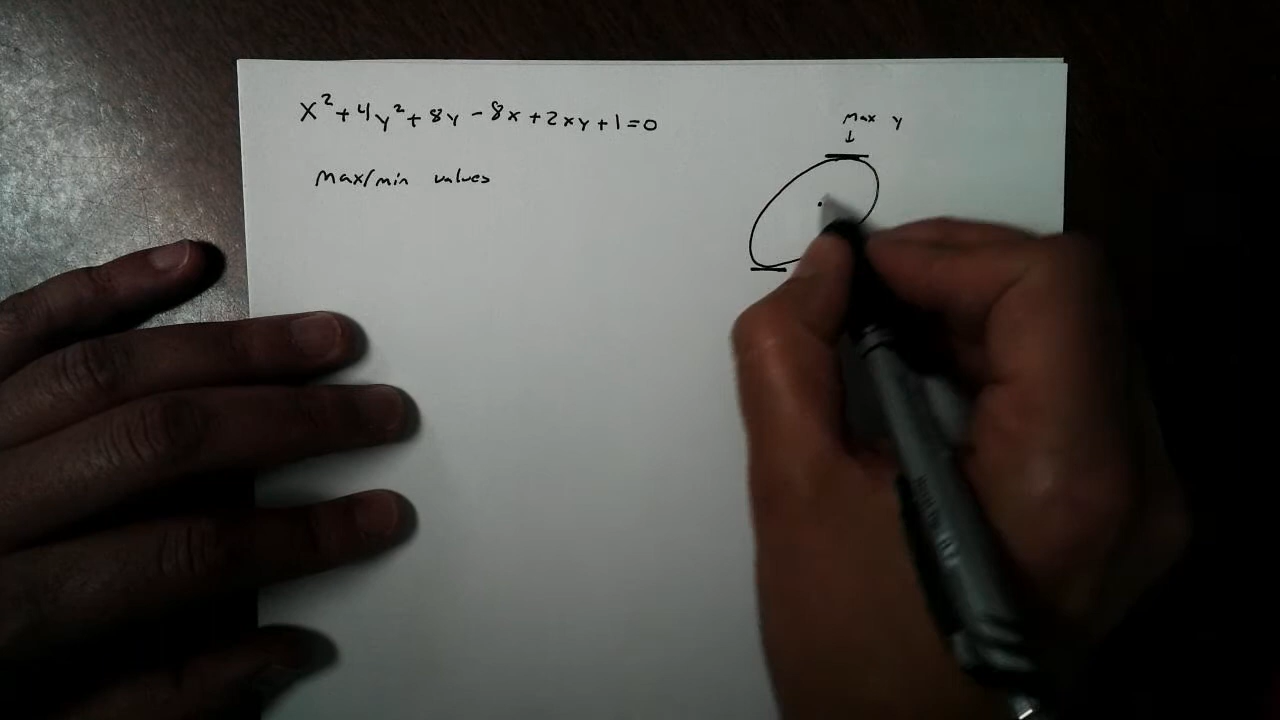 x² + 4y² + 8y - 8x + 2xy + 1 = 0
max/min values
Max y
↓